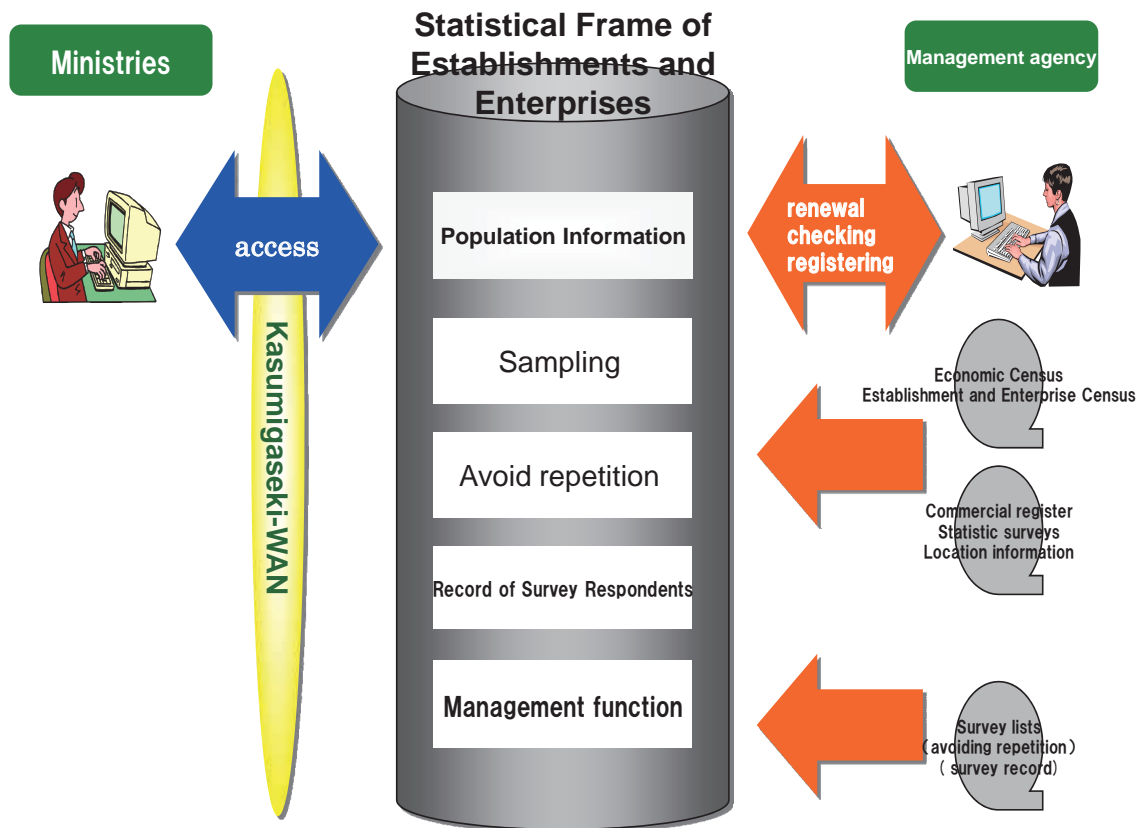 Statistical Frame of
Establishments and
Enterprises
Ministries
Management agency
access
Kasumigaseki-WAN
Population Information
Sampling
Avoid repetition
Record of Survey Respondents
Management function
renewal
checking
registering
Economic Census
Establishment and Enterprise Census
Commercial register
Statistic surveys
Location information
Survey lists
（avoiding repetition）
( survey record)